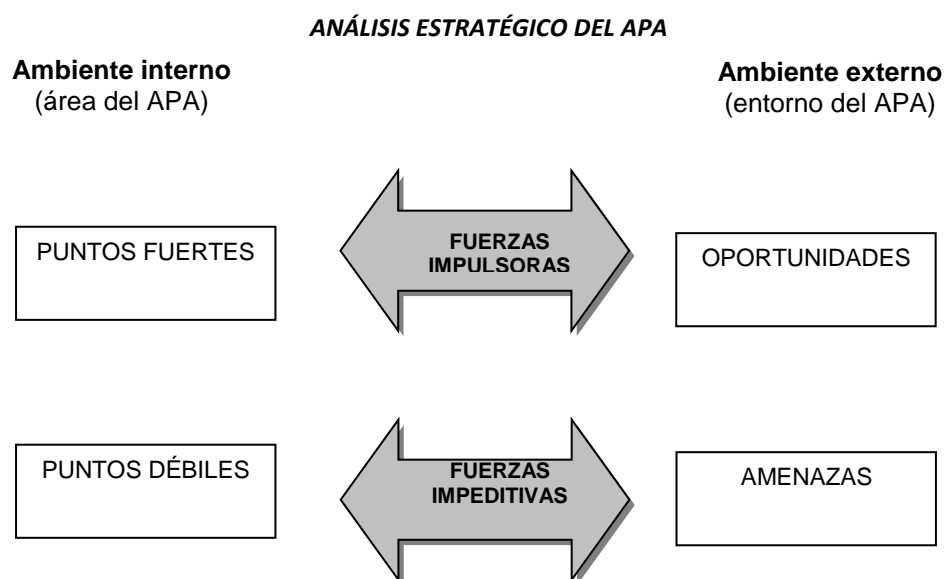 ANÁLISIS ESTRATÉGICO DEL APA
Ambiente interno
(área del APA)
Ambiente externo
(entorno del APA)
PUNTOS FUERTES
FUERZAS
IMPULSORAS
OPORTUNIDADES
PUNTOS DÉBILES
FUERZAS
IMPEDITIVAS
AMENAZAS